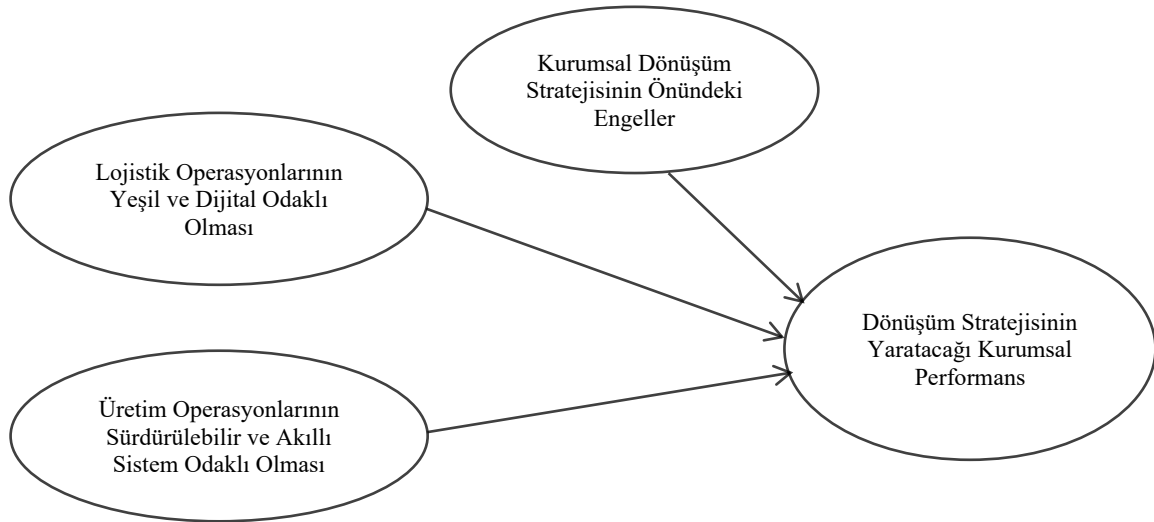 Kurumsal Dönüşüm
Stratejisinin Önündeki
Engeller
Lojistik Operasyonlarının
Yeşil ve Dijital Odaklı
Olması
Dönüşüm Stratejisinin
Yaratacağı Kurumsal
Performans
Üretim Operasyonlarının
Sürdürülebilir ve Akıllı
Sistem Odaklı Olması